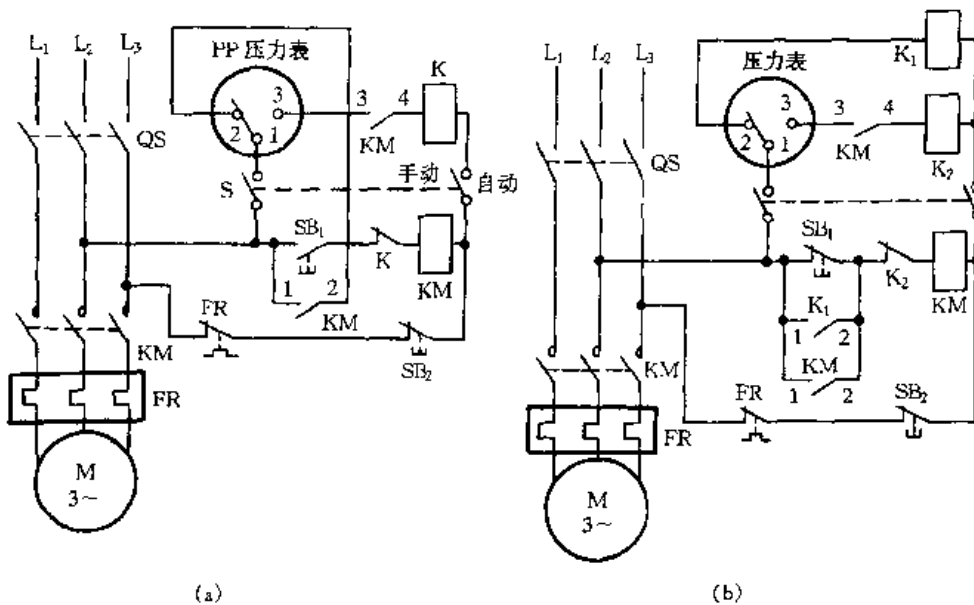 L₁ L₂ L₃
PP 压力表
K
3 3 4
2 1
KM
QS
S
手动 自动
SB₁
K
KM
1 2
KM
FR
SB₂
KM
FR
M
3~
(a)
K₁
L₁ L₂ L₃
压力表
3 3 4
2 1
KM
K₂
QS
SB₁
K₂
KM
K₁
1 2
KM
1 2
KM
FR
SB₂
FR
M
3~
(b)